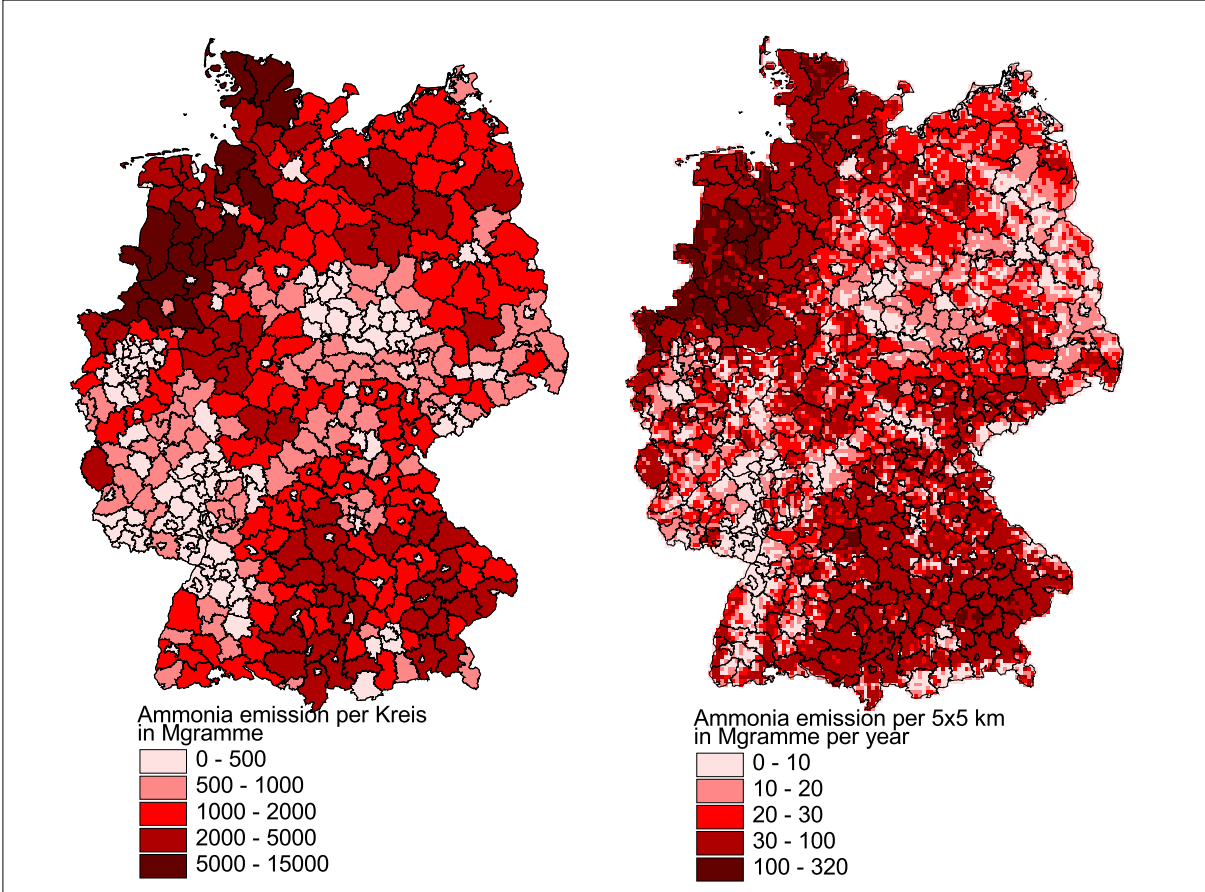 Ammonia emission per Kreis
in Mgramme
0 - 500
500 - 1000
1000 - 2000
2000 - 5000
5000 - 15000
Ammonia emission per 5x5 km
in Mgramme per year
0 - 10
10 - 20
20 - 30
30 - 100
100 - 320